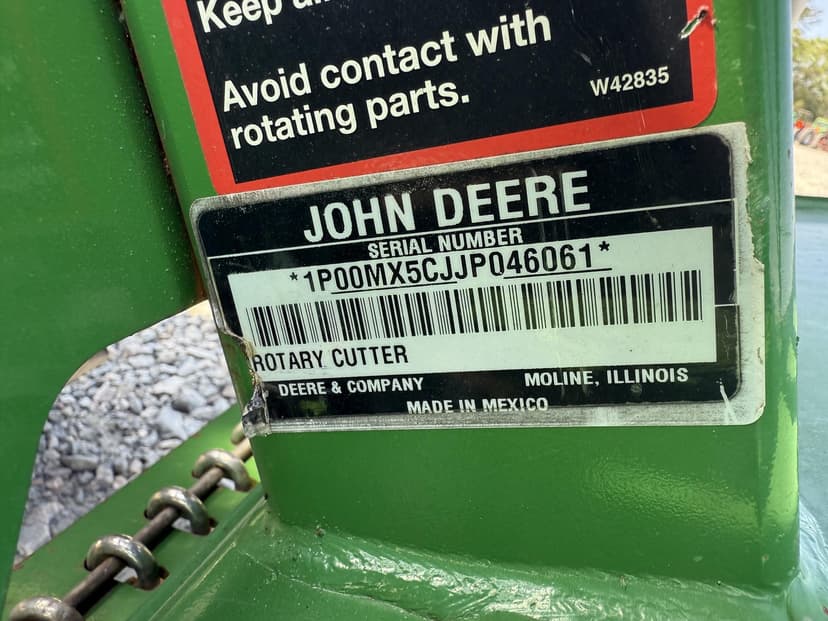 Keep
Avoid contact with
rotating parts.
W42835
JOHN DEERE
SERIAL NUMBER
*1P00MX5CJJP046061*
ROTARY CUTTER
DEERE & COMPANY
MOLINE, ILLINOIS
MADE IN MEXICO